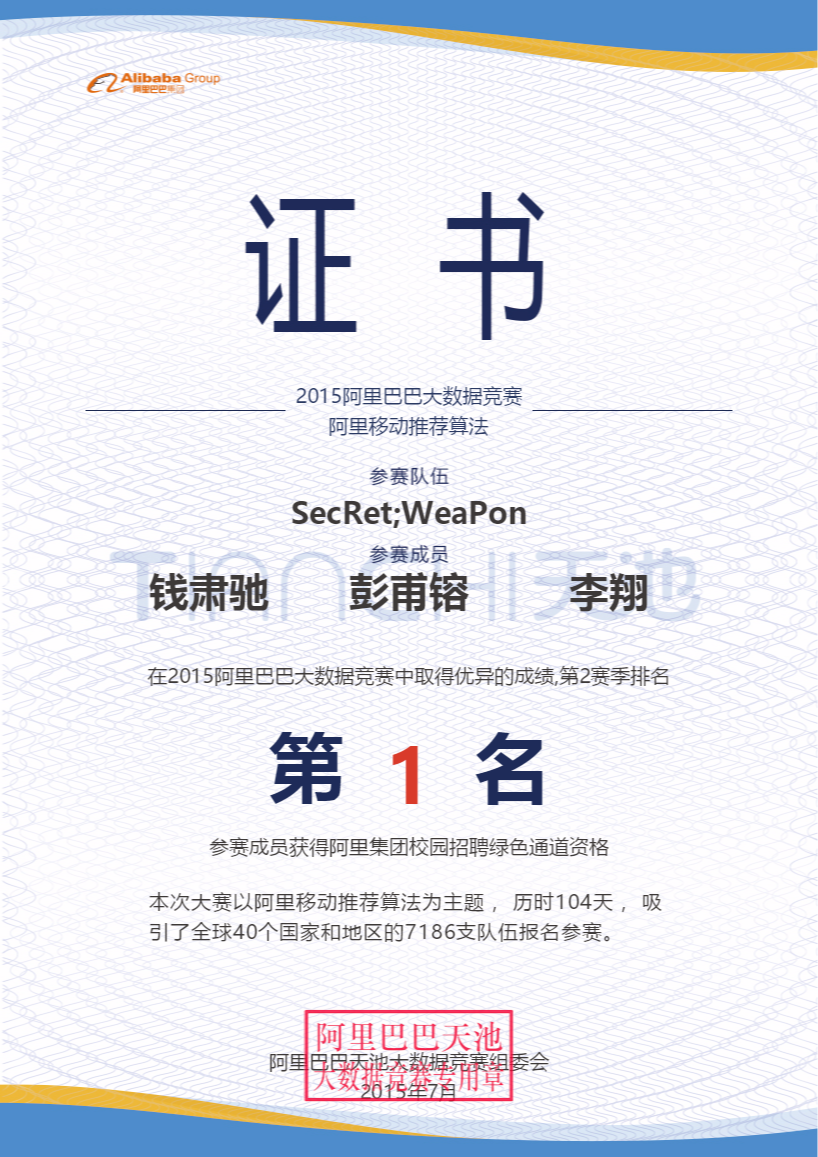 Alibaba Group
阿里巴巴集团
证 书
2015阿里巴巴大数据竞赛
阿里移动推荐算法
参赛队伍
SecRet;WeaPon
TIANCHI天池
参赛成员
钱肃驰 彭甫镕 李翔
在2015阿里巴巴大数据竞赛中取得优异的成绩,第2赛季排名
第 1 名
参赛成员获得阿里集团校园招聘绿色通道资格
本次大赛以阿里移动推荐算法为主题，历时104天，吸
引了全球40个国家和地区的7186支队伍报名参赛。
阿里巴巴天池
阿里巴巴天池大数据竞赛组委会
大数据竞赛专用章
2015年7月